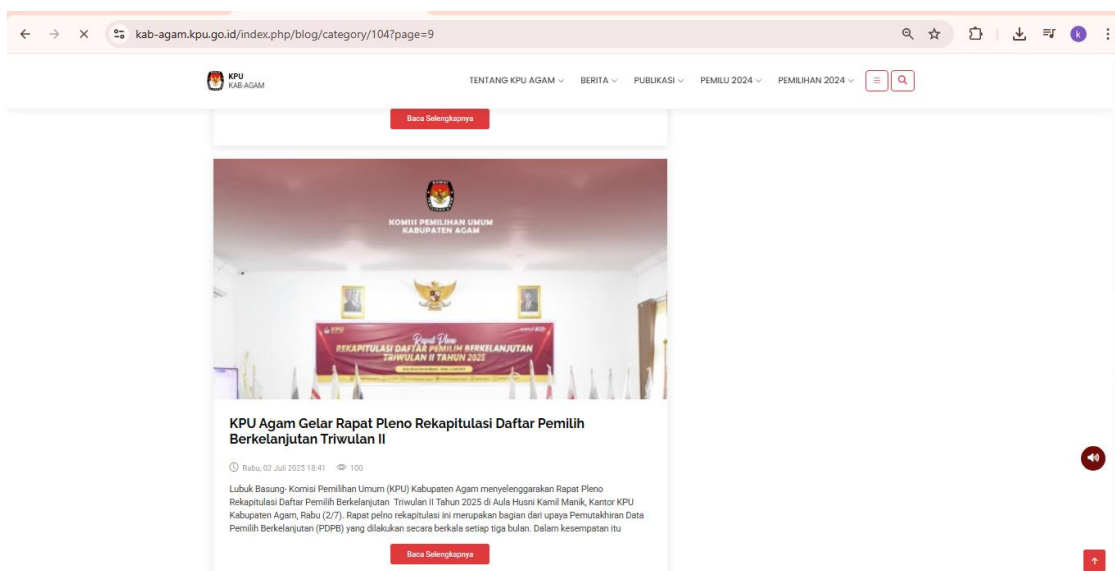 kab-agam.kpu.go.id/index.php/blog/category/104?page=9
k
KPU
KAB-AGAM
TENTANG KPU AGAM
BERITA
PUBLIKASI
PEMILU 2024
PEMILIHAN 2024
Baca Selengkapnya
KOMISI PEMILIHAN UMUM
KABUPATEN AGAM
KPU
Rapat Pleno
REKAPITULASI DAFTAR PEMILIH BERKELANJUTAN
TRIWULAN II TAHUN 2025
KPU Agam Gelar Rapat Pleno Rekapitulasi Daftar Pemilih
Berkelanjutan Triwulan II
Rabu, 02 Juli 2025 18:41 100
Lubuk Basung- Komisi Pemilihan Umum (KPU) Kabupaten Agam menyelenggarakan Rapat Pleno
Rekapitulasi Daftar Pemilih Berkelanjutan Triwulan II Tahun 2025 di Aula Husni Kamil Manik, Kantor KPU
Kabupaten Agam, Rabu (2/7). Rapat pelno rekapitulasi ini merupakan bagian dari upaya Pemutakhiran Data
Pemilih Berkelanjutan (PDPB) yang dilakukan secara berkala setiap tiga bulan. Dalam kesempatan itu
Baca Selengkapnya